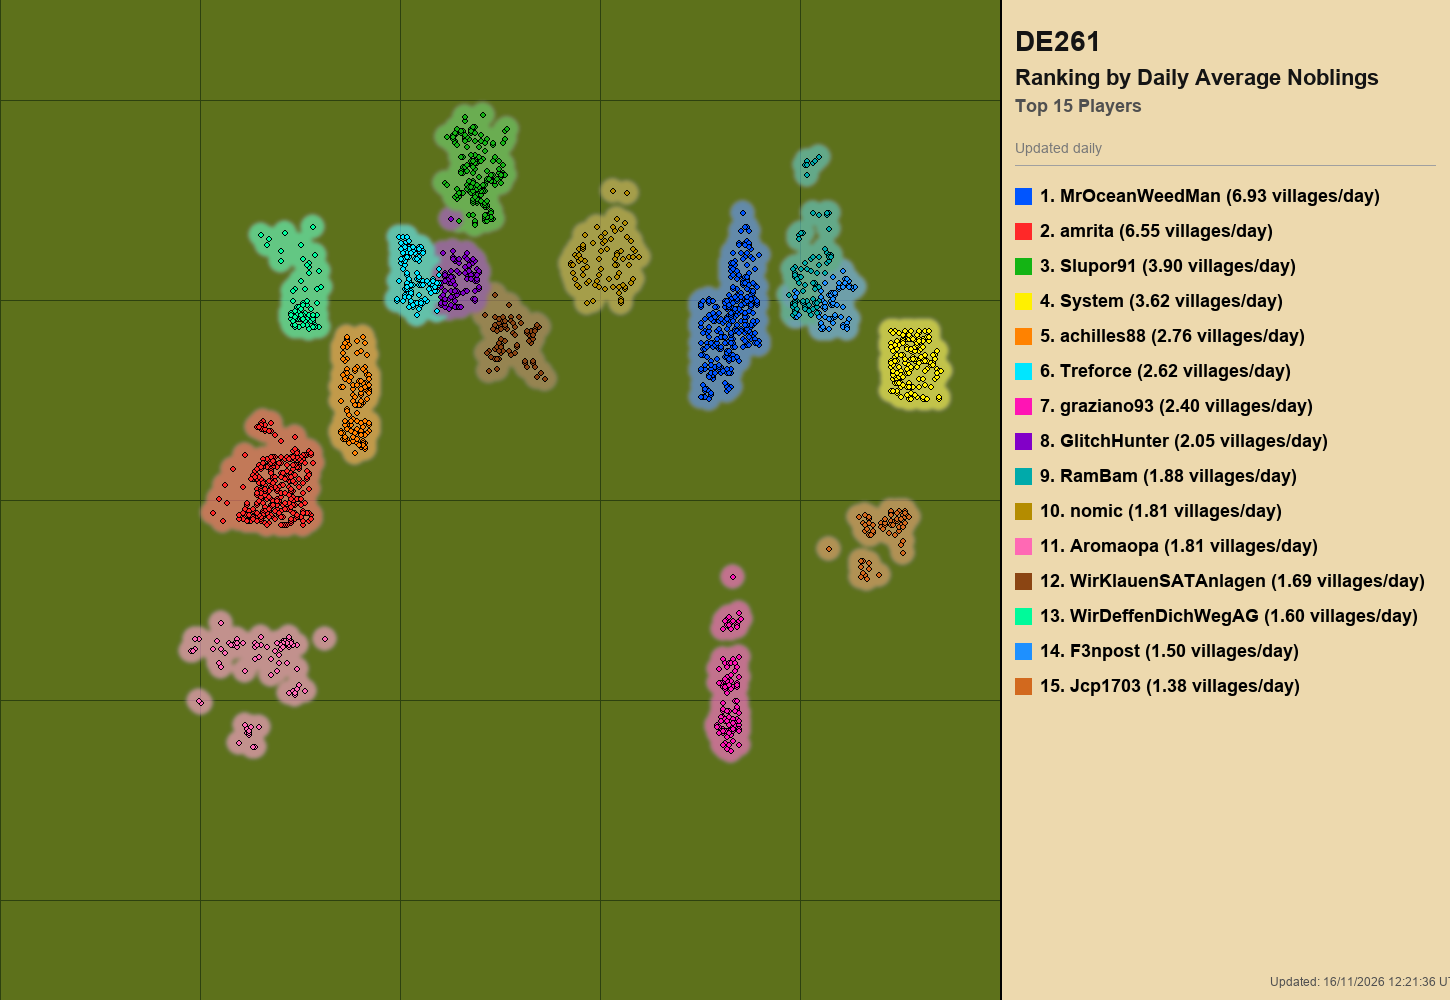 DE261
Ranking by Daily Average Noblings
Top 15 Players
Updated daily
1. MrOceanWeedMan (6.93 villages/day)
2. amrita (6.55 villages/day)
3. Slupor91 (3.90 villages/day)
4. System (3.62 villages/day)
5. achilles88 (2.76 villages/day)
6. Treforce (2.62 villages/day)
7. graziano93 (2.40 villages/day)
8. GlitchHunter (2.05 villages/day)
9. RamBam (1.88 villages/day)
10. nomic (1.81 villages/day)
11. Aromaopa (1.81 villages/day)
12. WirKlauenSATAnlagen (1.69 villages/day)
13. WirDeffenDichWegAG (1.60 villages/day)
14. F3npost (1.50 villages/day)
15. Jcp1703 (1.38 villages/day)
Updated: 16/11/2026 12:21:36 U